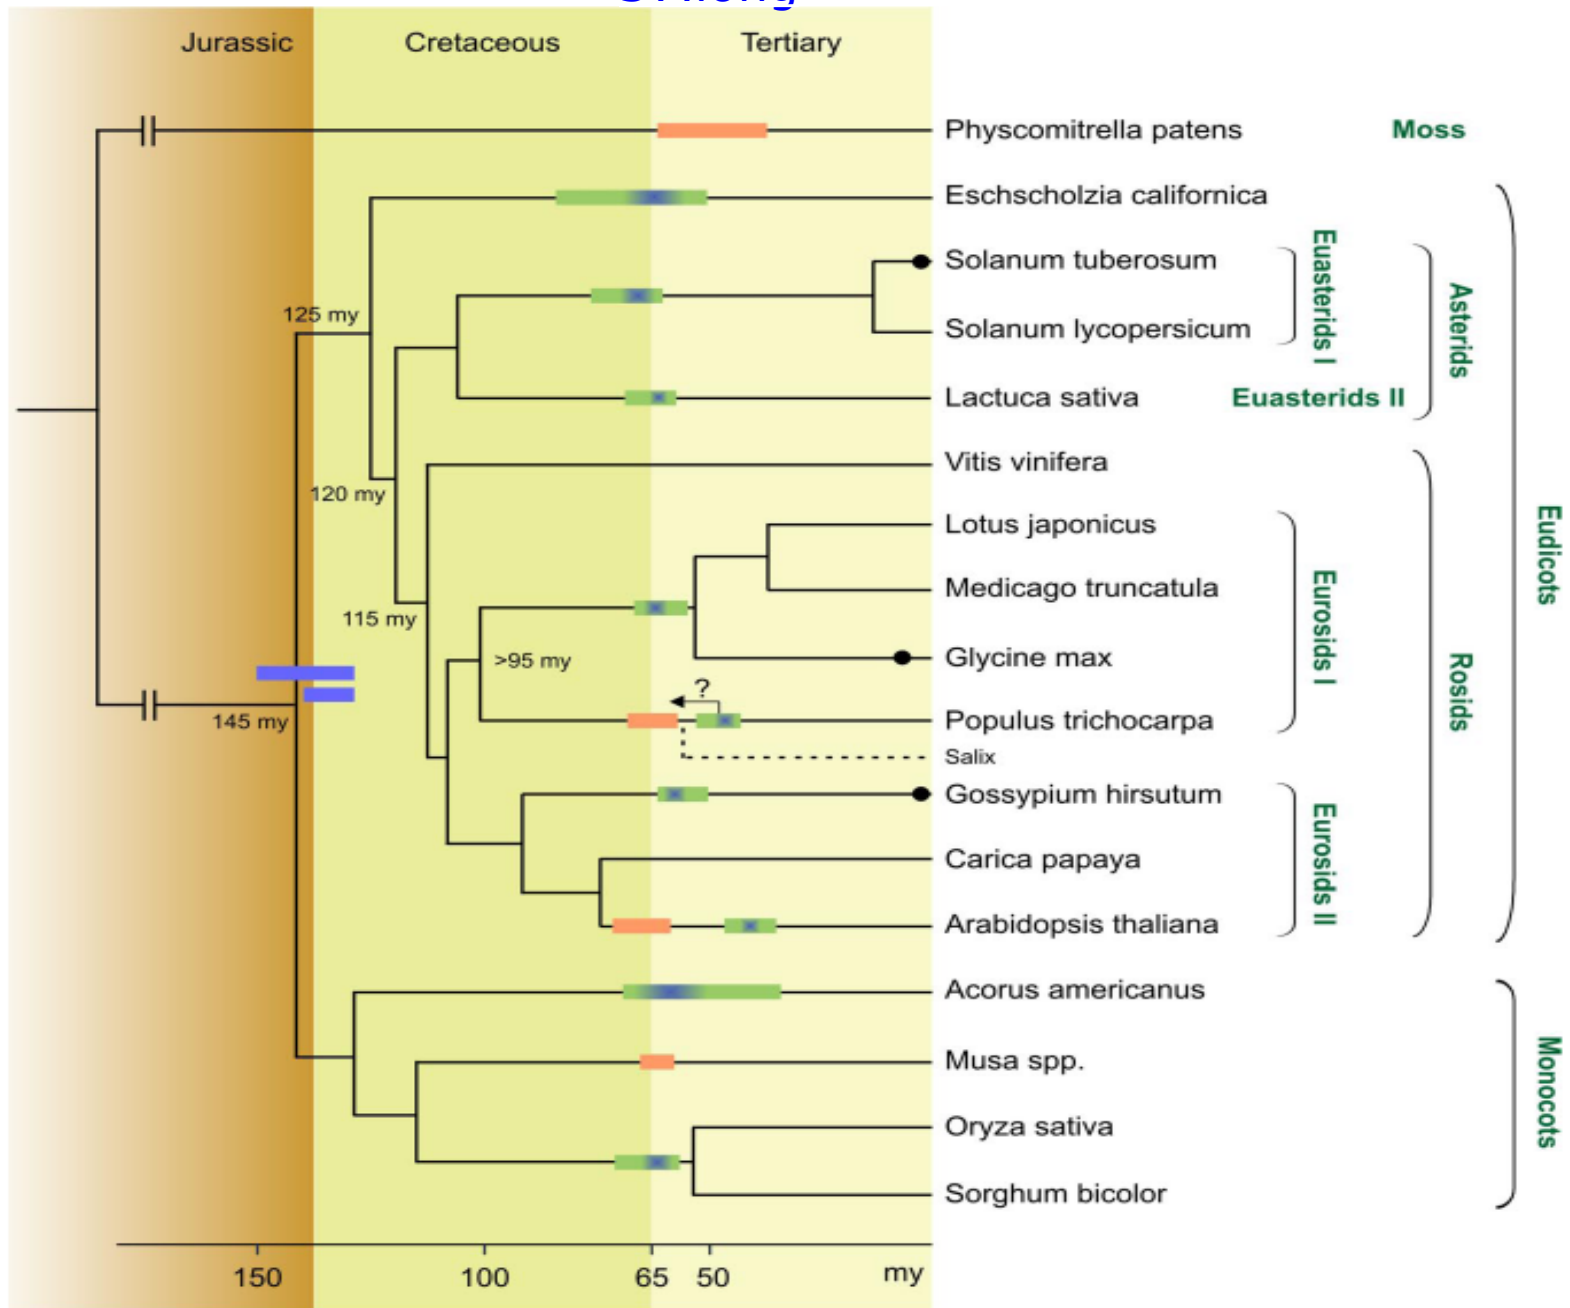 Jurassic Cretaceous Tertiary
Physcomitrella patens Moss
Eschscholzia californica
Solanum tuberosum
Solanum lycopersicum
Euasterids I
Asterids
Lactuca sativa Euasterids II
Vitis vinifera
Lotus japonicus
Medicago truncatula
Glycine max
?
Populus trichocarpa
Salix
Eurosids I
Gossypium hirsutum
Carica papaya
Arabidopsis thaliana
Eurosids II
Rosids
Eudicots
Acorus americanus
Musa spp.
Oryza sativa
Sorghum bicolor
Monocots
125 my
120 my
115 my
>95 my
145 my
150 100 65 50 my